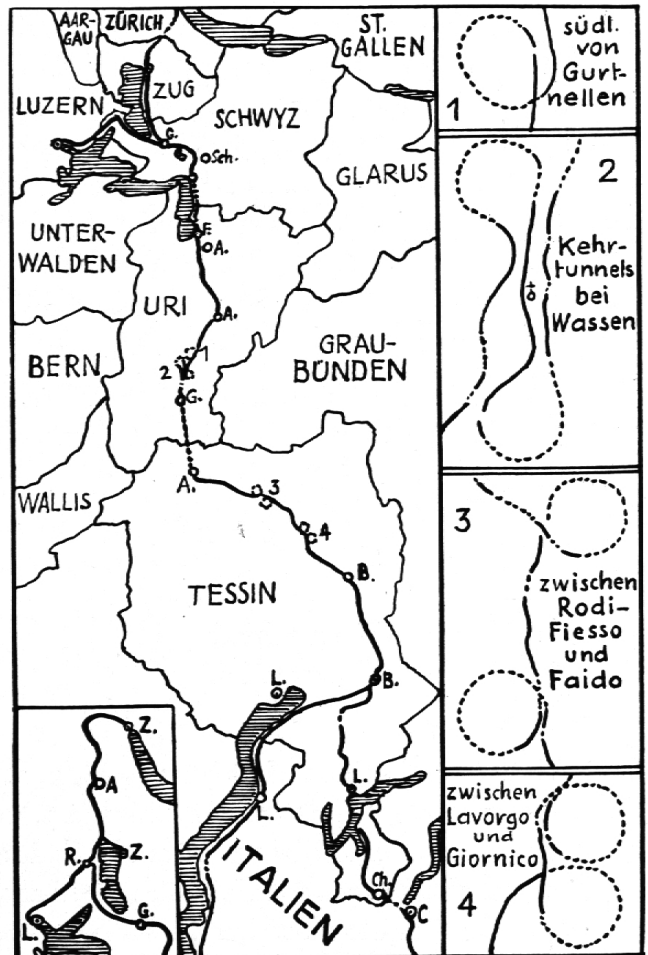 AAR-
GAU
ZÜRICH
ST.
GALLEN
ZUG
LUZERN
SCHWYZ
G.
Sch.
GLARUS
UNTER-
WALDEN
F.
A.
URI
A.
1
2
BERN
GRAU-
BÜNDEN
G.
A.
WALLIS
3
4
B.
TESSIN
L.
B.
L.
L.
ITALIEN
Ch.
C
Z.
A
R.
Z.
L.
G.
1
südl.
von
Gurt-
nellen
2
Kehr-
tunnels
bei
Wassen
3
zwischen
Rodi-
Fiesso
und
Faido
zwischen
Lavorgo
und
Giornico
4